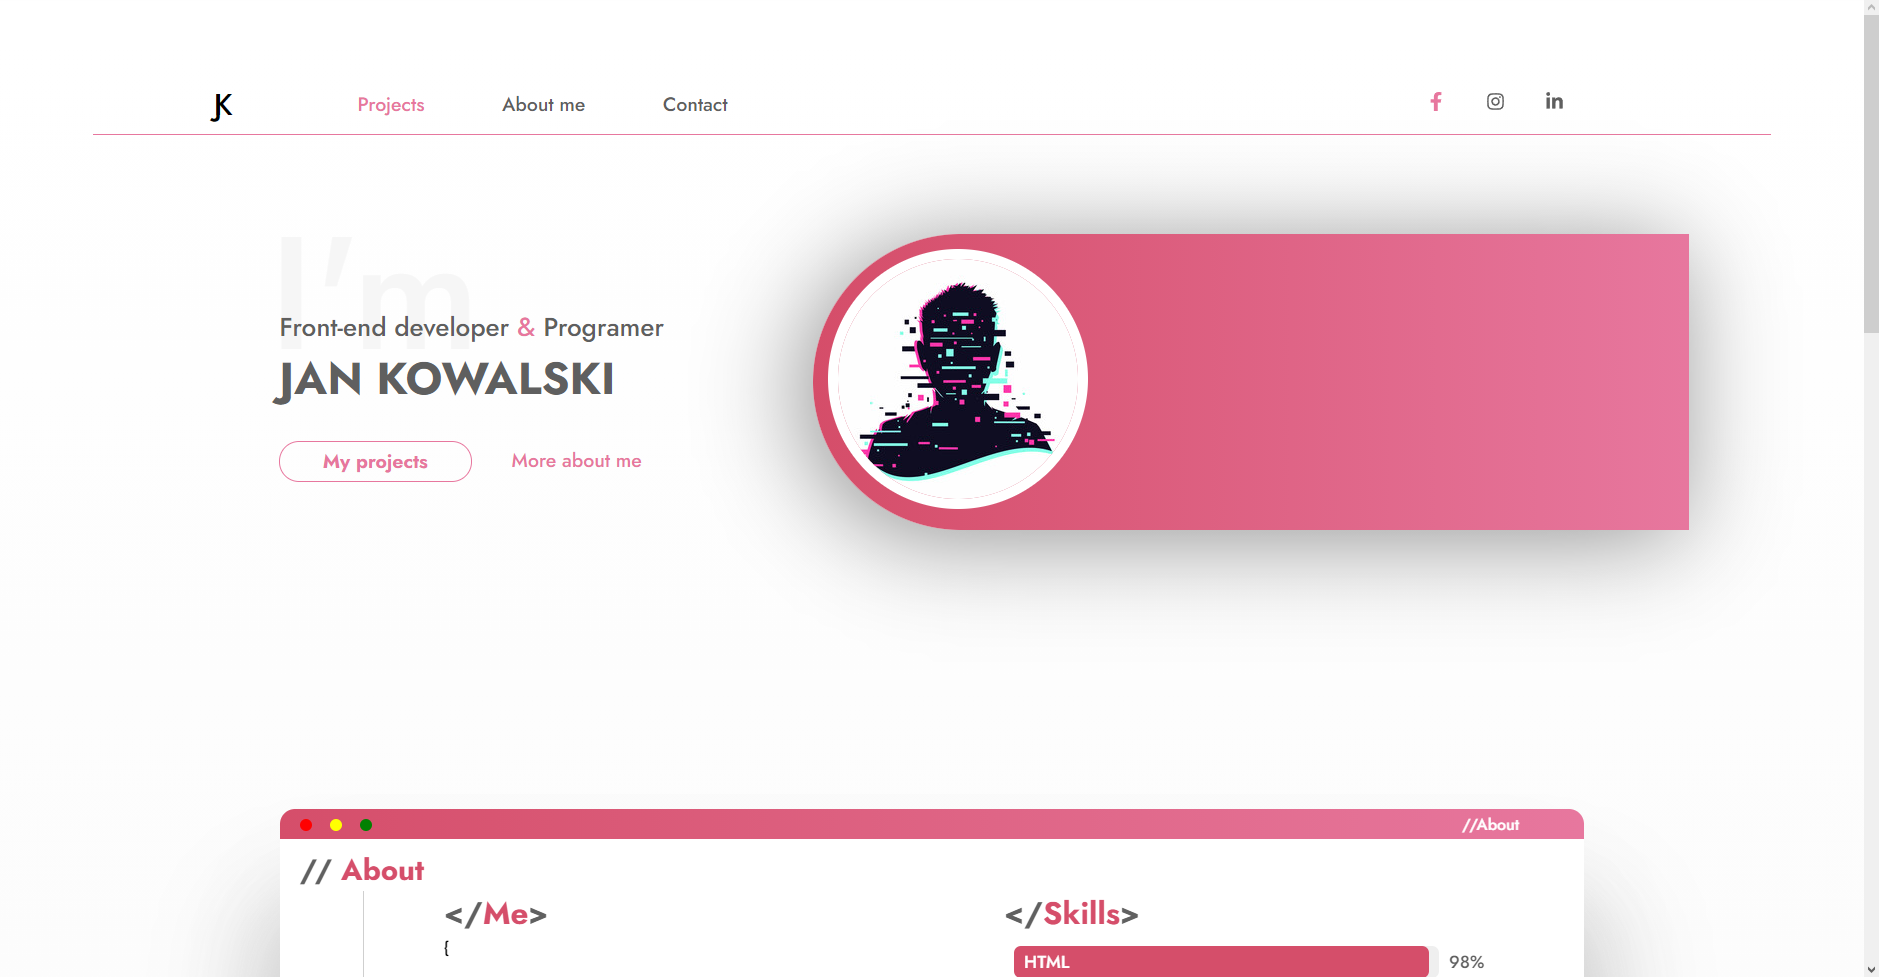 JK
Projects
About me
Contact
I'm
Front-end developer & Programer
JAN KOWALSKI
My projects
More about me
//About
// About
</Me>
{
</Skills>
HTML
98%